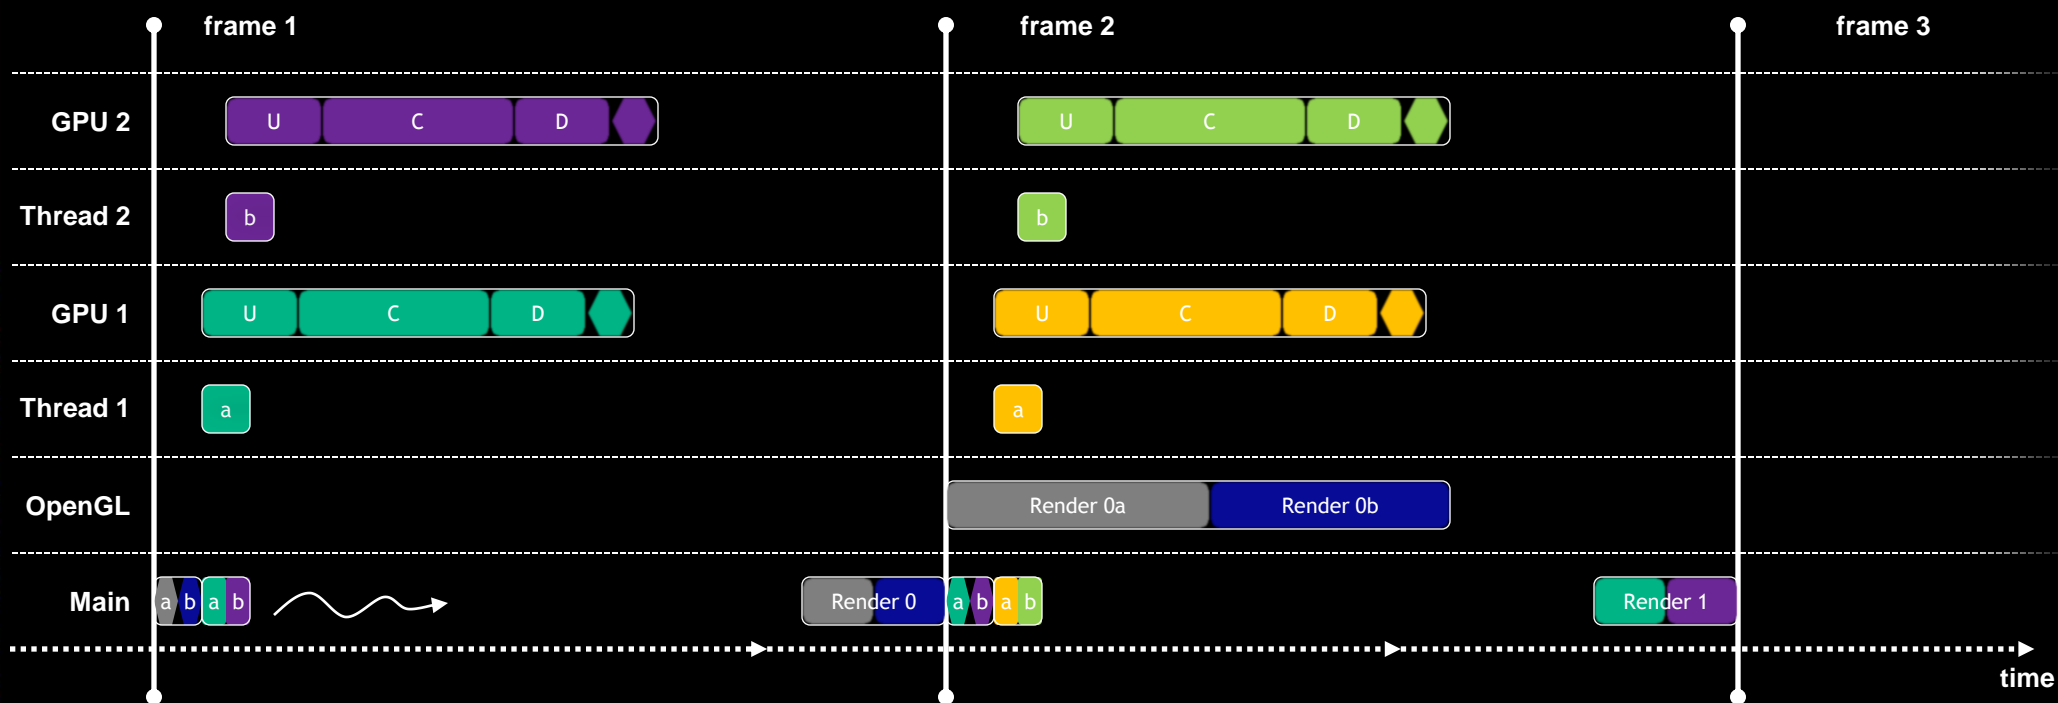 frame 1 frame 2 frame 3
GPU 2 U C D U C D
Thread 2 b b
GPU 1 U C D U C D
Thread 1 a a
OpenGL Render 0a Render 0b
Main a b a b Render 0 a b a b Render 1
time